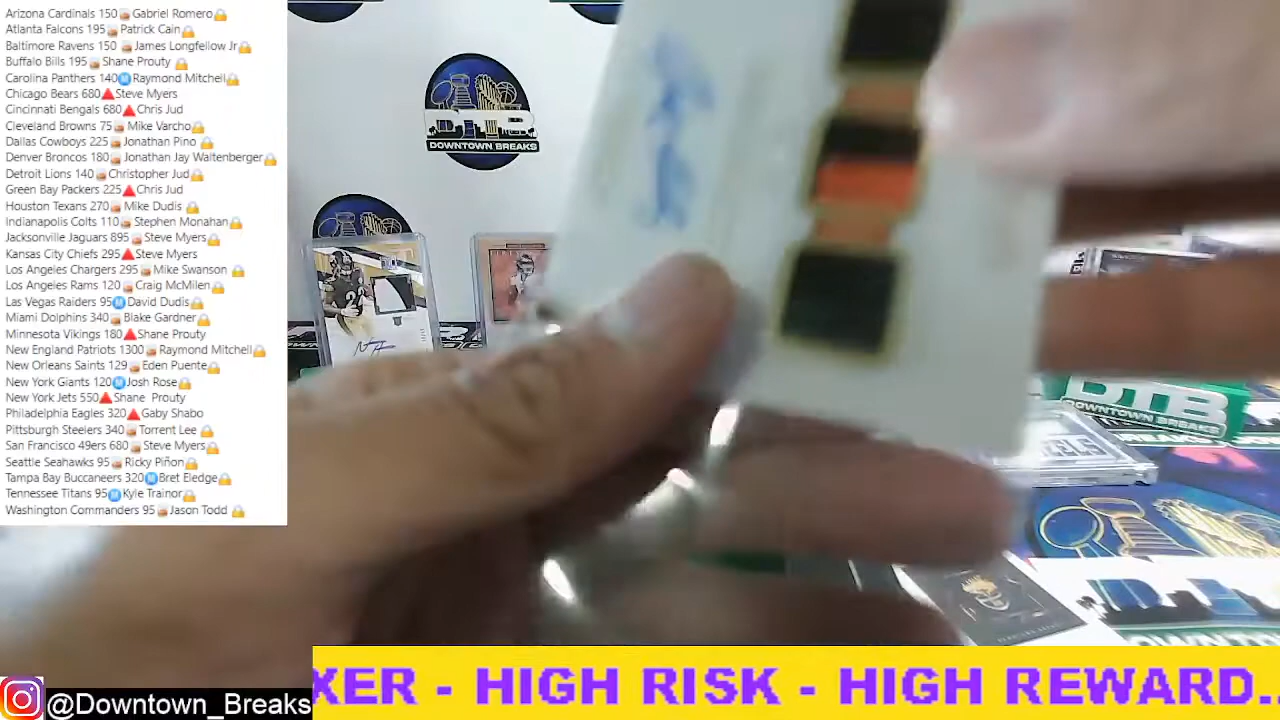 Arizona Cardinals 150 Gabriel Romero
Atlanta Falcons 195 Patrick Cain
Baltimore Ravens 150 James Longfellow Jr
Buffalo Bills 195 Shane Prouty
Carolina Panthers 140 Ⓜ Raymond Mitchell
Chicago Bears 680 Steve Myers
Cincinnati Bengals 680 Chris Jud
Cleveland Browns 75 Mike Varcho
Dallas Cowboys 225 Jonathan Pino
Denver Broncos 180 Jonathan Jay Waltenberger
Detroit Lions 140 Christopher Jud
Green Bay Packers 225 Chris Jud
Houston Texans 270 Mike Dudis
Indianapolis Colts 110 Stephen Monahan
Jacksonville Jaguars 895 Steve Myers
Kansas City Chiefs 295 Steve Myers
Los Angeles Chargers 295 Mike Swanson
Los Angeles Rams 120 Craig McMilen
Las Vegas Raiders 95 Ⓜ David Dudis
Miami Dolphins 340 Blake Gardner
Minnesota Vikings 180 Shane Prouty
New England Patriots 1300 Raymond Mitchell
New Orleans Saints 129 Eden Puente
New York Giants 120 Ⓜ Josh Rose
New York Jets 550 Shane Prouty
Philadelphia Eagles 320 Gaby Shabo
Pittsburgh Steelers 340 Torrent Lee
San Francisco 49ers 680 Steve Myers
Seattle Seahawks 95 Ricky Piñon
Tampa Bay Buccaneers 320 Ⓜ Bret Eledge
Tennessee Titans 95 Ⓜ Kyle Trainor
Washington Commanders 95 Jason Todd
DTB
DOWNTOWN BREAKS
DTB
DOWNTOWN BREAKS
XER - HIGH RISK - HIGH REWARD..
@Downtown_Breaks